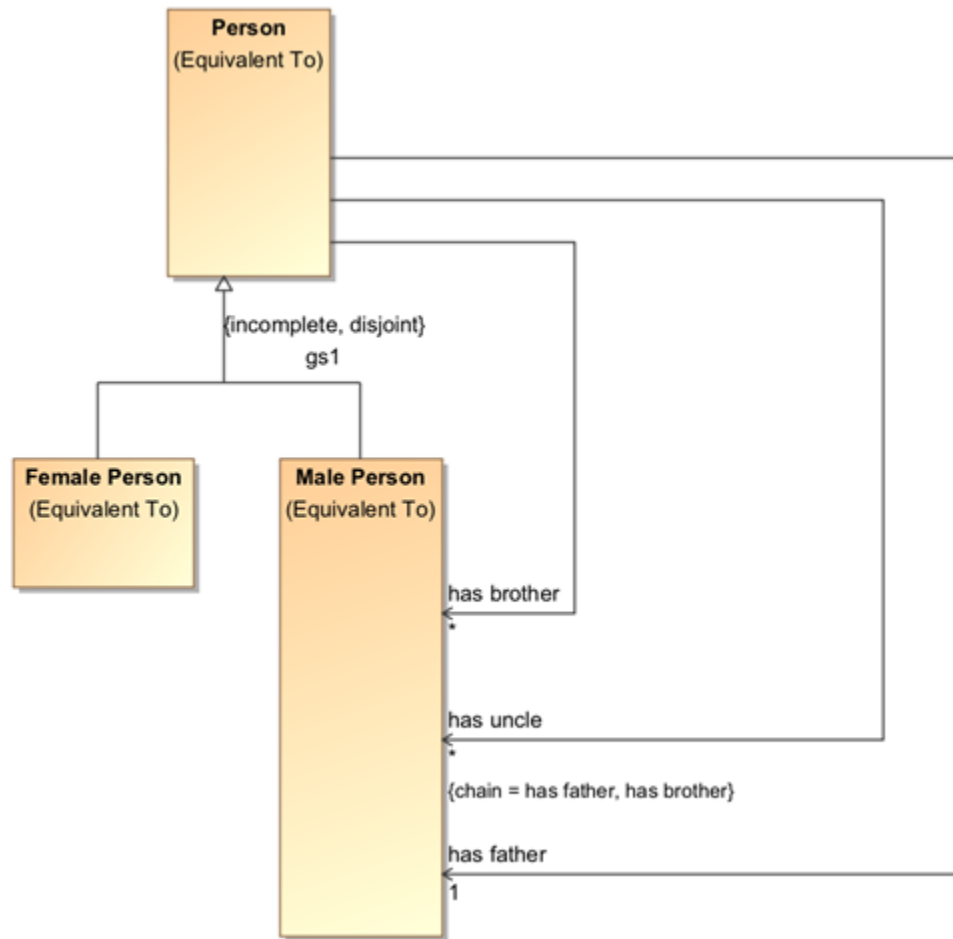 Person
(Equivalent To)
{incomplete, disjoint}
gs1
Female Person
(Equivalent To)
Male Person
(Equivalent To)
has brother
*
has uncle
*
{chain = has father, has brother}
has father
1